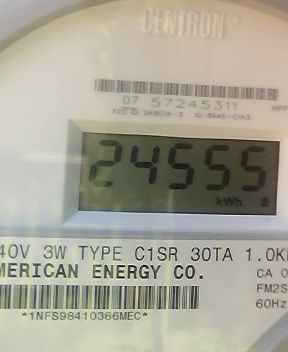 CENTRON
07 57245311
24555
kWh
40V 3W TYPE C1SR 30TA 1.0K
MERICAN ENERGY CO.
CA 0
FM2S
60Hz
*1NFS98410366MEC*